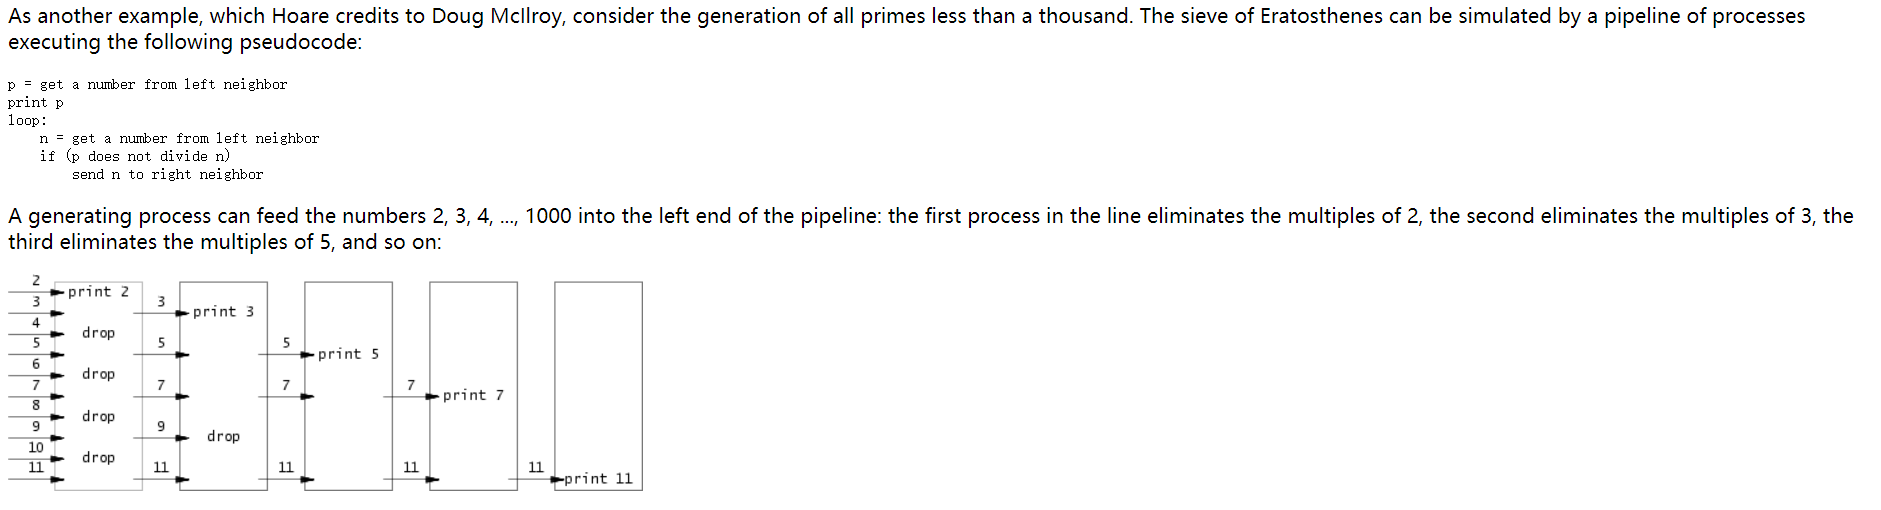 As another example, which Hoare credits to Doug McIlroy, consider the generation of all primes less than a thousand. The sieve of Eratosthenes can be simulated by a pipeline of processes
executing the following pseudocode:
p = get a number from left neighbor
print p
loop:
    n = get a number from left neighbor
    if (p does not divide n)
        send n to right neighbor
A generating process can feed the numbers 2, 3, 4, ..., 1000 into the left end of the pipeline: the first process in the line eliminates the multiples of 2, the second eliminates the multiples of 3, the
third eliminates the multiples of 5, and so on:
2
print 2
3 3
print 3
4
drop
5 5 5
print 5
6
drop
7 7 7 7
print 7
8
drop
9 9
drop
10
drop
11 11 11 11 11
print 11